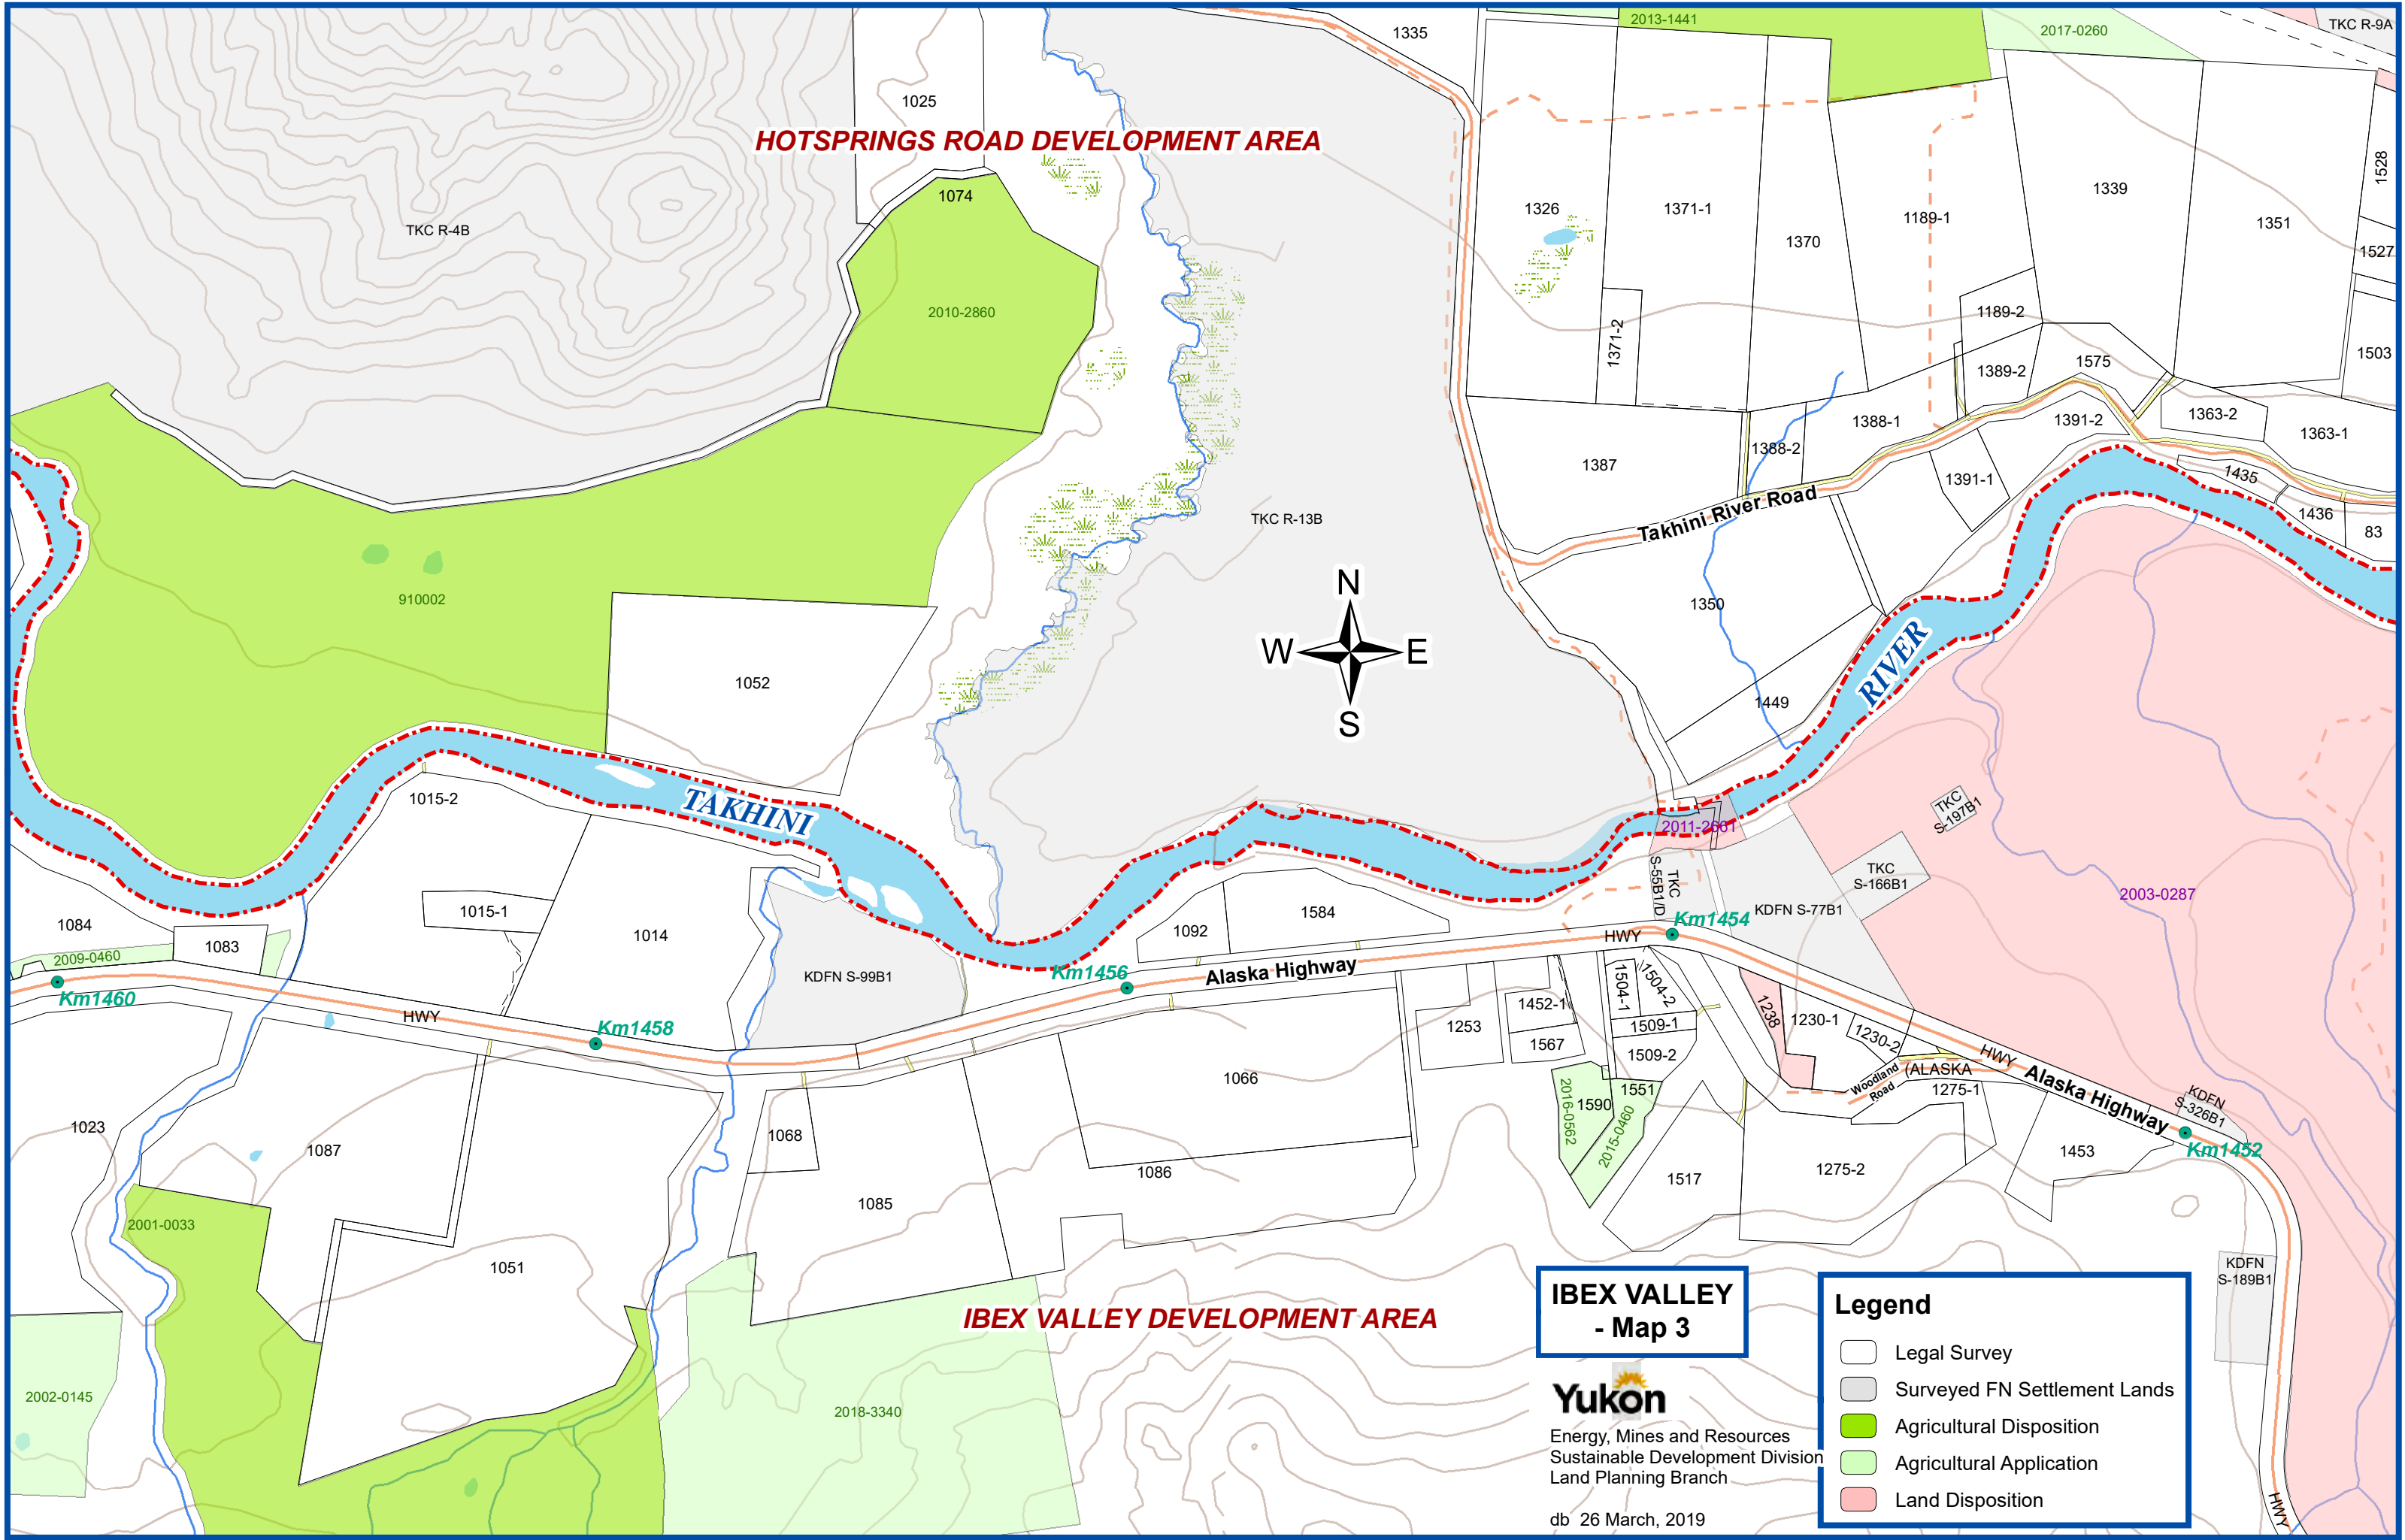 1335
2013-1441
2017-0260
TKC R-9A
1025
HOTSPRINGS ROAD DEVELOPMENT AREA
1074
TKC R-4B
2010-2860
1326
1371-1
1370
1189-1
1339
1351
1528
1527
1189-2
1371-2
1503
1389-2
1575
1388-1
1391-2
1363-2
1363-1
1387
1388-2
1391-1
1435
1436
83
Takhini River Road
TKC R-13B
910002
1350
N
W E
S
1052
1449
RIVER
TAKHINI
1015-2
2011-2661
TKC
S-197B1
TKC
S-55B1/D
TKC
S-166B1
2003-0287
KDFN S-77B1
1015-1
1084
1083
1014
2009-0460
Km1460
HWY
Km1458
KDFN S-99B1
1092
1584
Km1456
Alaska Highway
HWY
Km1454
1253
1452-1
1567
1504-1
1504-2
1509-1
1509-2
1238
1230-1
1230-2
HWY
Woodland
Road
(ALASKA
1275-1
Alaska Highway
KDFN
S-326B1
Km1452
1066
1590
1551
2016-0562
2015-0460
1023
1087
1068
1086
1085
1517
1275-2
1453
2001-0033
1051
KDFN
S-189B1
2002-0145
2018-3340
IBEX VALLEY DEVELOPMENT AREA
IBEX VALLEY
- Map 3
Yukon
Energy, Mines and Resources
Sustainable Development Division
Land Planning Branch
db 26 March, 2019
Legend
Legal Survey
Surveyed FN Settlement Lands
Agricultural Disposition
Agricultural Application
Land Disposition
HWY